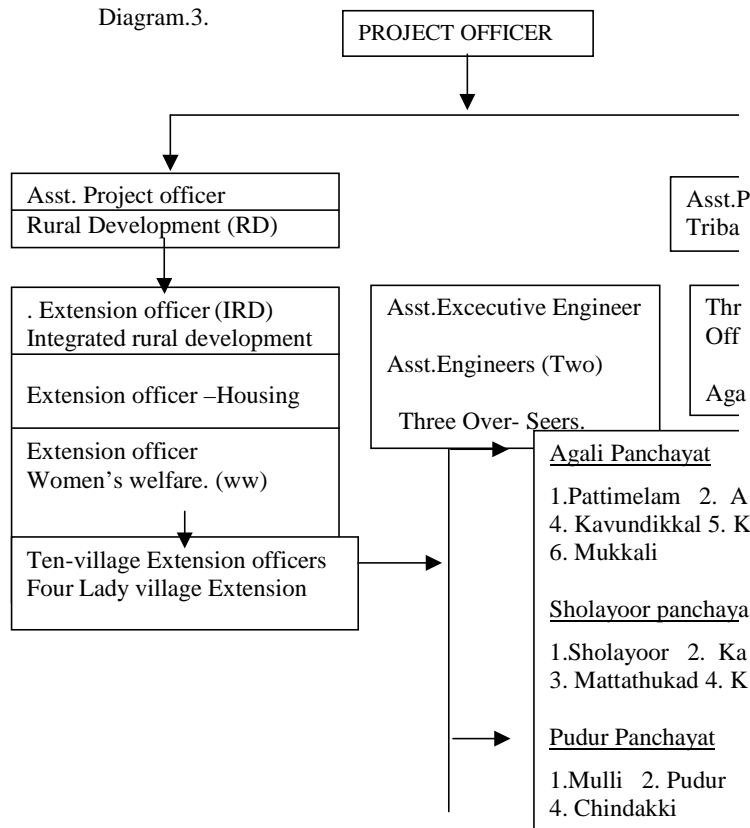 Diagram.3.
PROJECT OFFICER
Asst. Project officer
Rural Development (RD)
. Extension officer (IRD)
Integrated rural development
Extension officer –Housing
Extension officer
Women’s welfare. (ww)
Ten-village Extension officers
Four Lady village Extension
Asst.Excecutive Engineer
Asst.Engineers (Two)
Three Over- Seers.
Asst.P
Triba
Thr
Off
Aga
Agali Panchayat
1.Pattimelam 2. A
4. Kavundikkal 5. K
6. Mukkali
Sholayoor panchaya
1.Sholayoor 2. Ka
3. Mattathukad 4. K
Pudur Panchayat
1.Mulli 2. Pudur
4. Chindakki